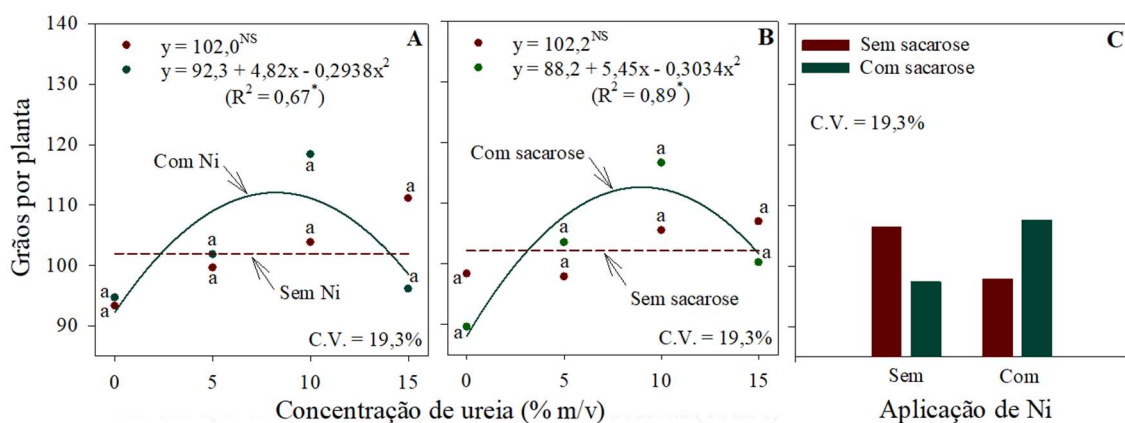 Grãos por planta
140
130
120
110
100
90
A
y = 102,0^NS
y = 92,3 + 4,82x - 0,2938x^2
(R^2 = 0,67^*)
Com Ni
a
a
a
a
a
a
a
a
Sem Ni
C.V. = 19,3%
0
5
10
15
B
y = 102,2^NS
y = 88,2 + 5,45x - 0,3034x^2
(R^2 = 0,89^*)
Com sacarose
a
a
a
a
a
a
a
a
Sem sacarose
C.V. = 19,3%
0
5
10
15
Concentração de ureia (% m/v)
C
Sem sacarose
Com sacarose
C.V. = 19,3%
Sem
Com
Aplicação de Ni